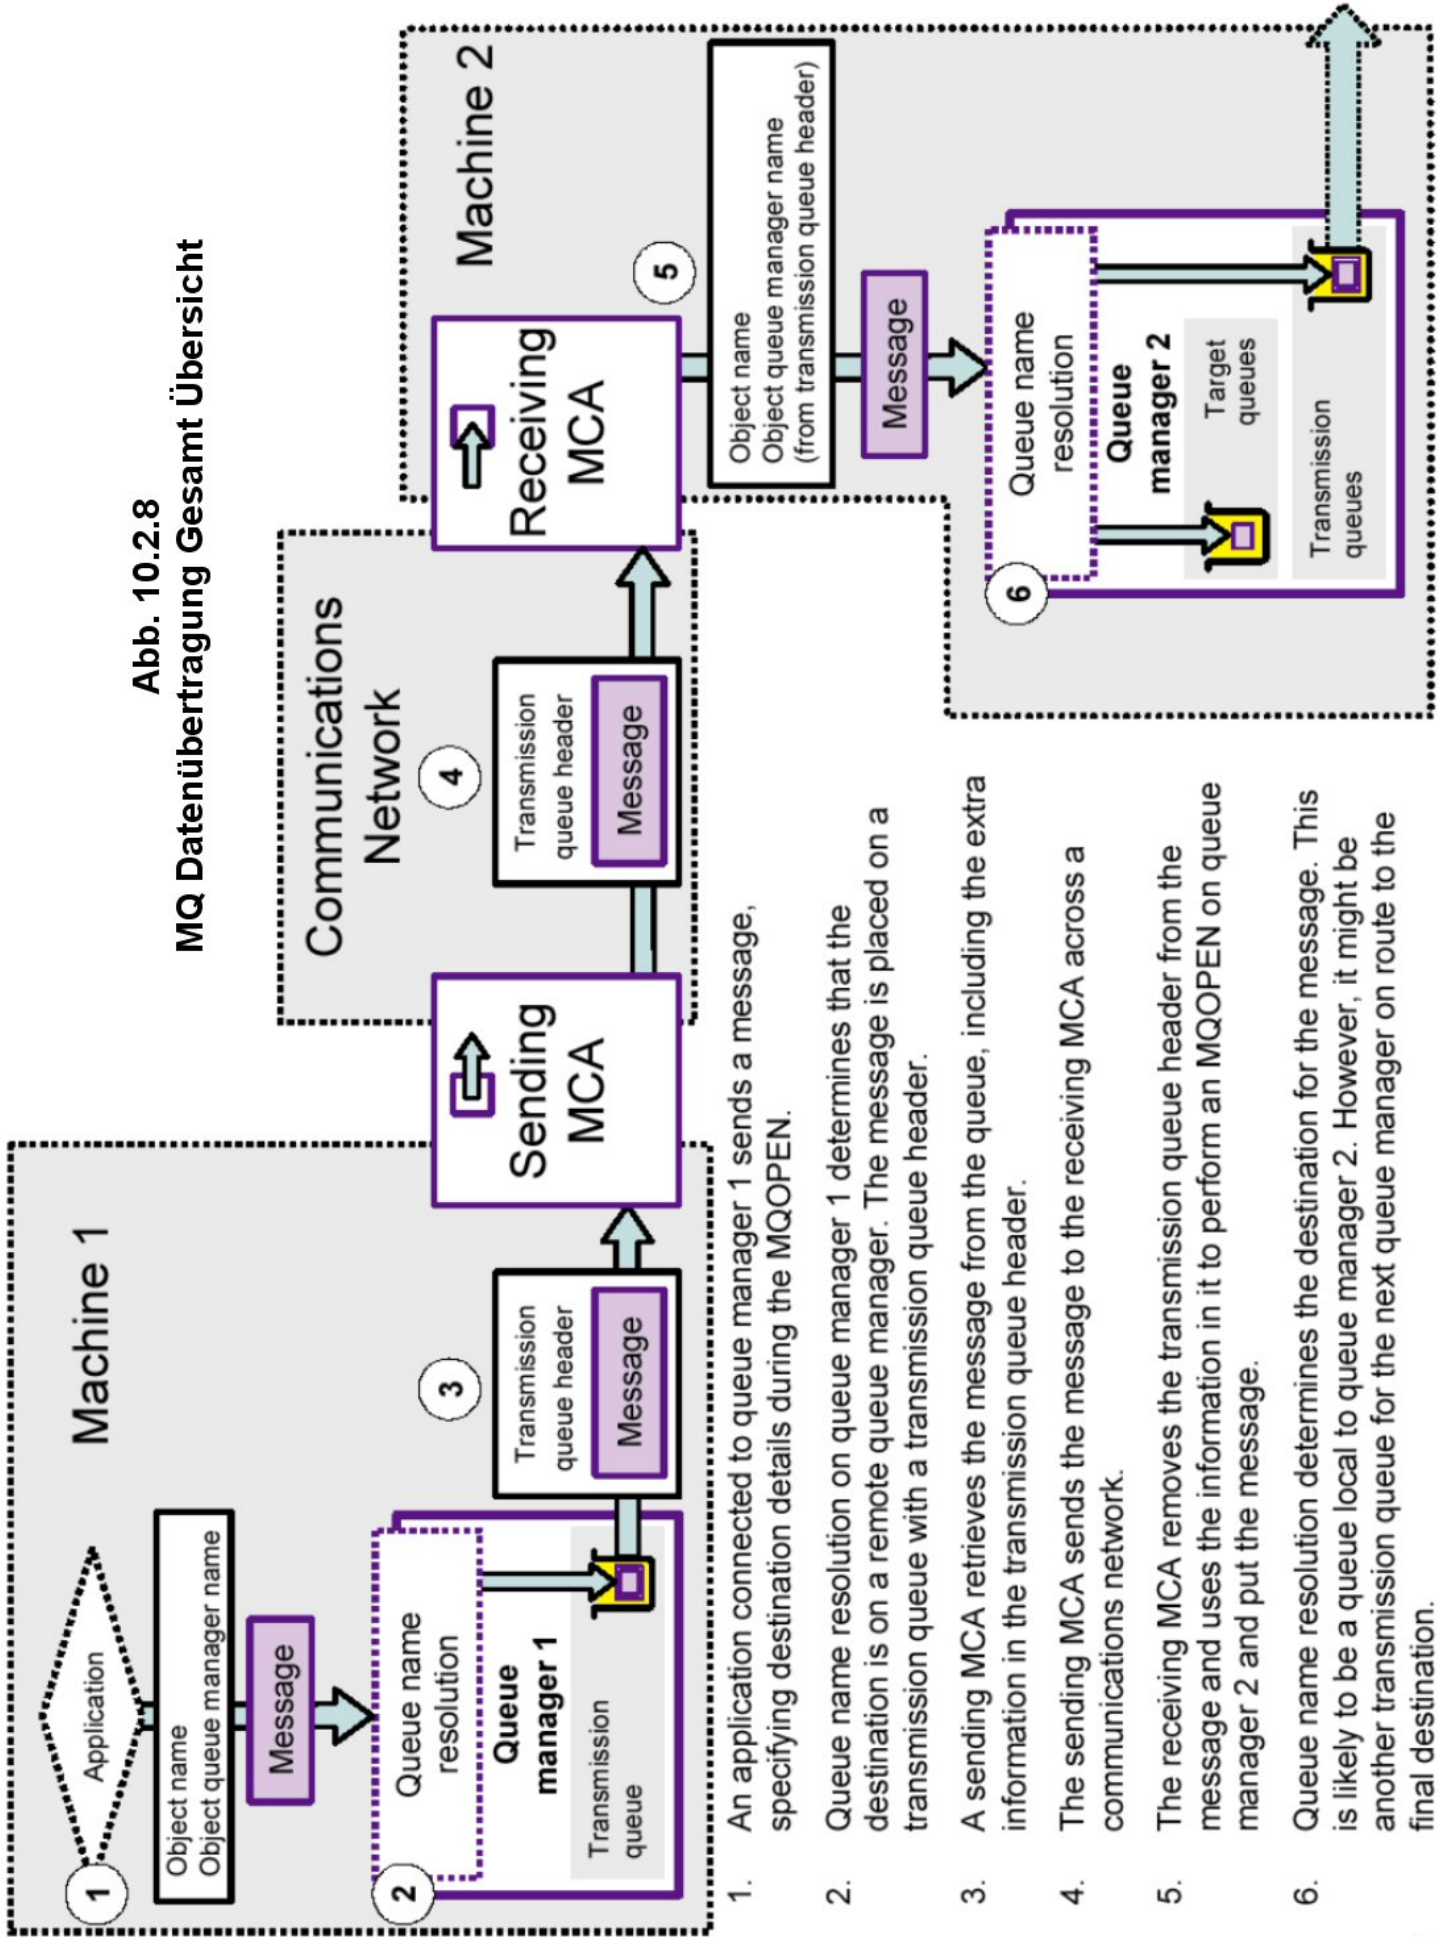 Abb. 10.2.8
MQ Datenübertragung Gesamt Übersicht
Machine 1
1
Application
Object name
Object queue manager name
Message
2
Queue name
resolution
Queue
manager 1
Transmission
queue
3
Transmission
queue header
Message
Sending
MCA
Communications
Network
4
Transmission
queue header
Message
Receiving
MCA
Machine 2
5
Object name
Object queue manager name
(from transmission queue header)
Message
6
Queue name
resolution
Queue
manager 2
Target
queues
Transmission
queues
1. An application connected to queue manager 1 sends a message,
specifying destination details during the MQOPEN.
2. Queue name resolution on queue manager 1 determines that the
destination is on a remote queue manager. The message is placed on a
transmission queue with a transmission queue header.
3. A sending MCA retrieves the message from the queue, including the extra
information in the transmission queue header.
4. The sending MCA sends the message to the receiving MCA across a
communications network.
5. The receiving MCA removes the transmission queue header from the
message and uses the information in it to perform an MQOPEN on queue
manager 2 and put the message.
6. Queue name resolution determines the destination for the message. This
is likely to be a queue local to queue manager 2. However, it might be
another transmission queue for the next queue manager on route to the
final destination.